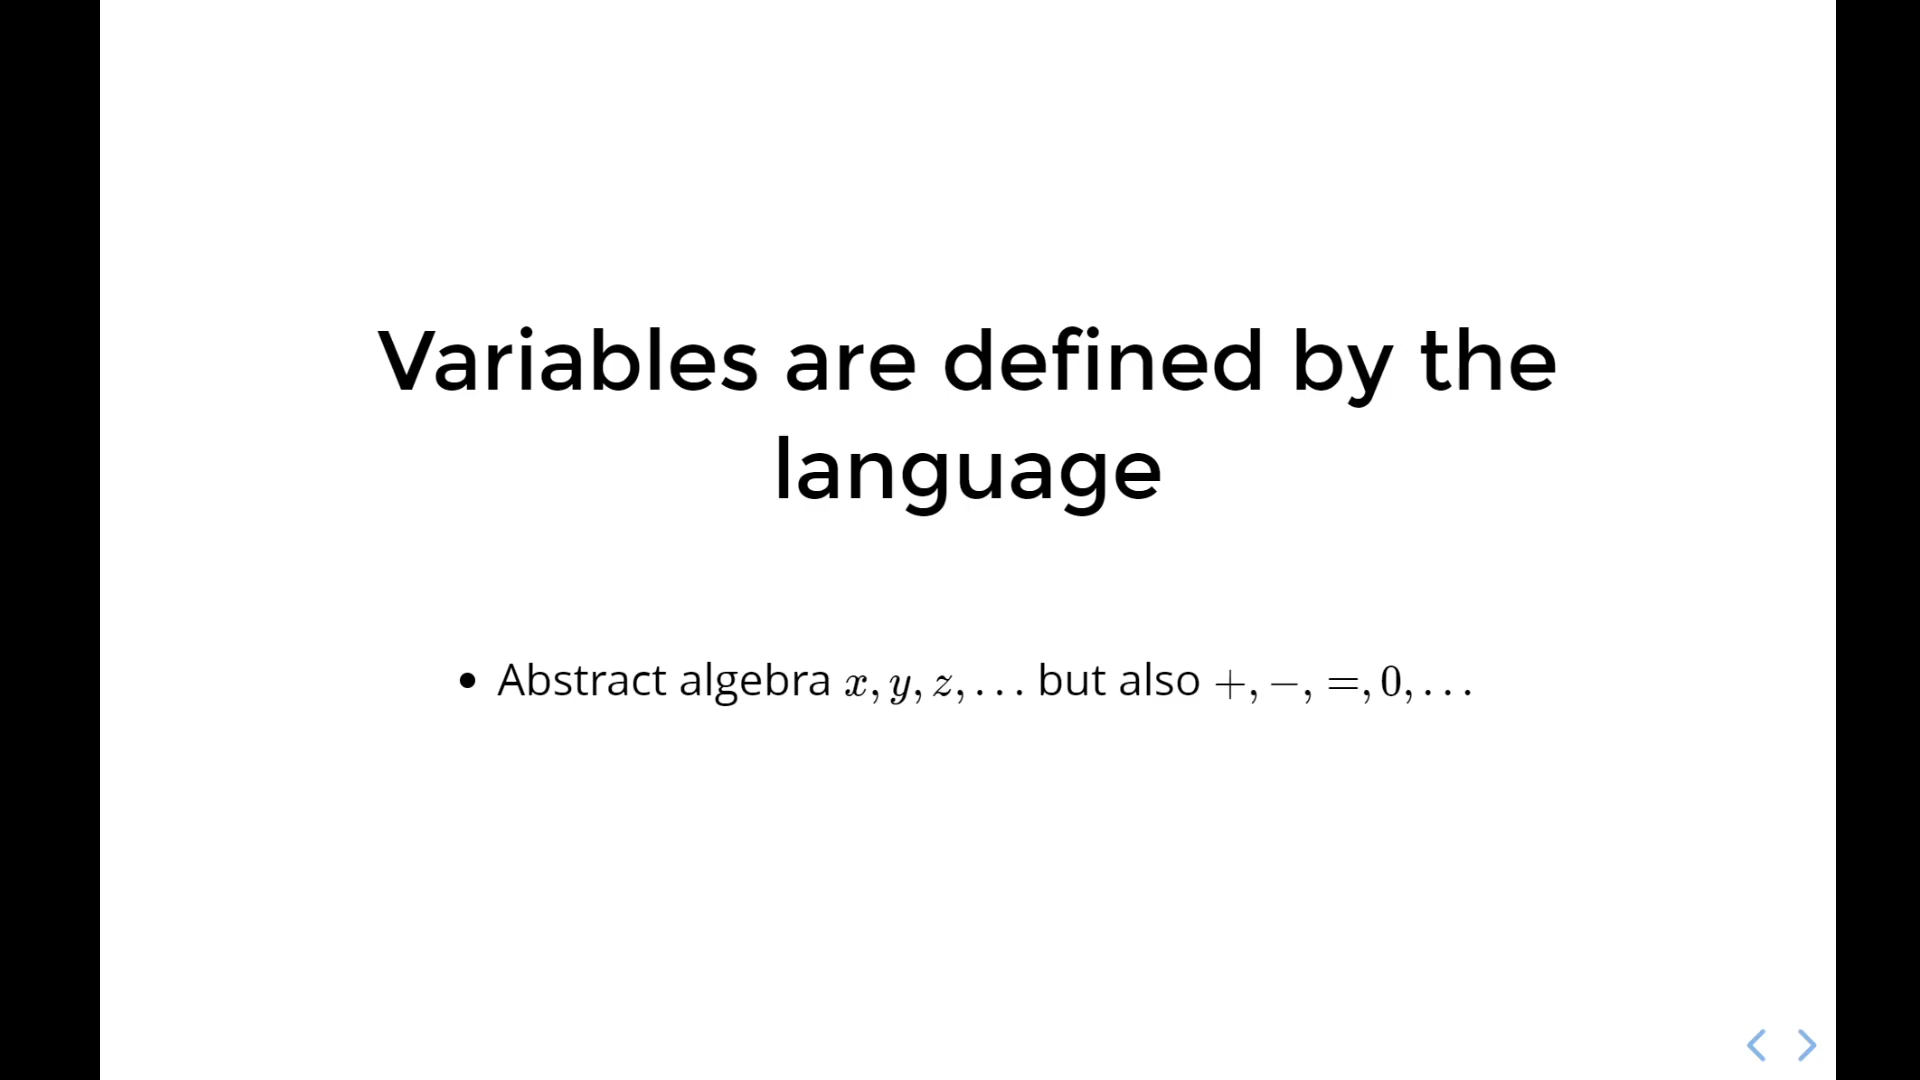 Variables are defined by the
language
• Abstract algebra x, y, z, … but also +, −, =, 0, …